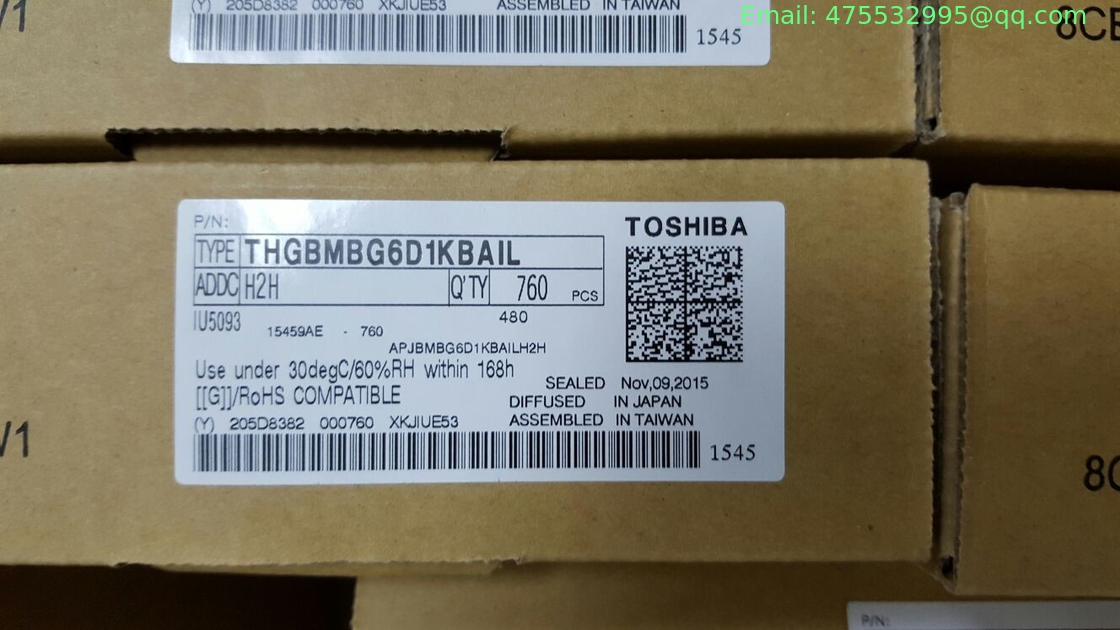 Email: 475532995@qq.com
(Y) 205D8382 000760 XKJIUE53 ASSEMBLED IN TAIWAN
1545
/1
P/N:
TOSHIBA
TYPE THGBMBG6D1KBAIL
ADDC H2H Q'TY 760 PCS
IU5093 480
15459AE - 760
APJBMBG6D1KBAILH2H
Use under 30degC/60%RH within 168h
SEALED Nov,09,2015
[[G]]/RoHS COMPATIBLE
DIFFUSED IN JAPAN
(Y) 205D8382 000760 XKJIUE53 ASSEMBLED IN TAIWAN
1545
/1
P/N: